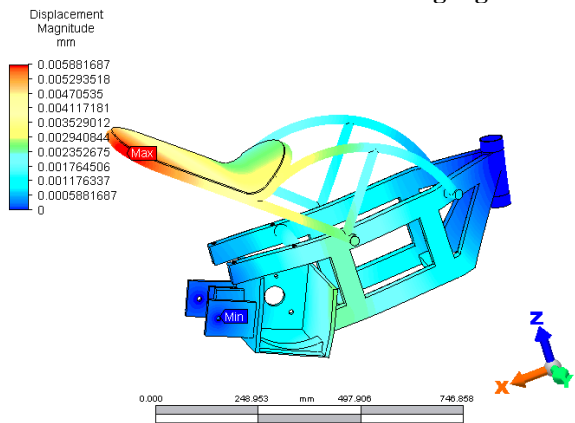 Displacement
Magnitude
mm
0.005881687
0.005293518
0.00470535
0.004117181
0.003529012
0.002940844
0.002352675
0.001764506
0.001176337
0.0005881687
0
Max
Min
Z
X
Y
0.000 248.953 mm 497.906 746.858